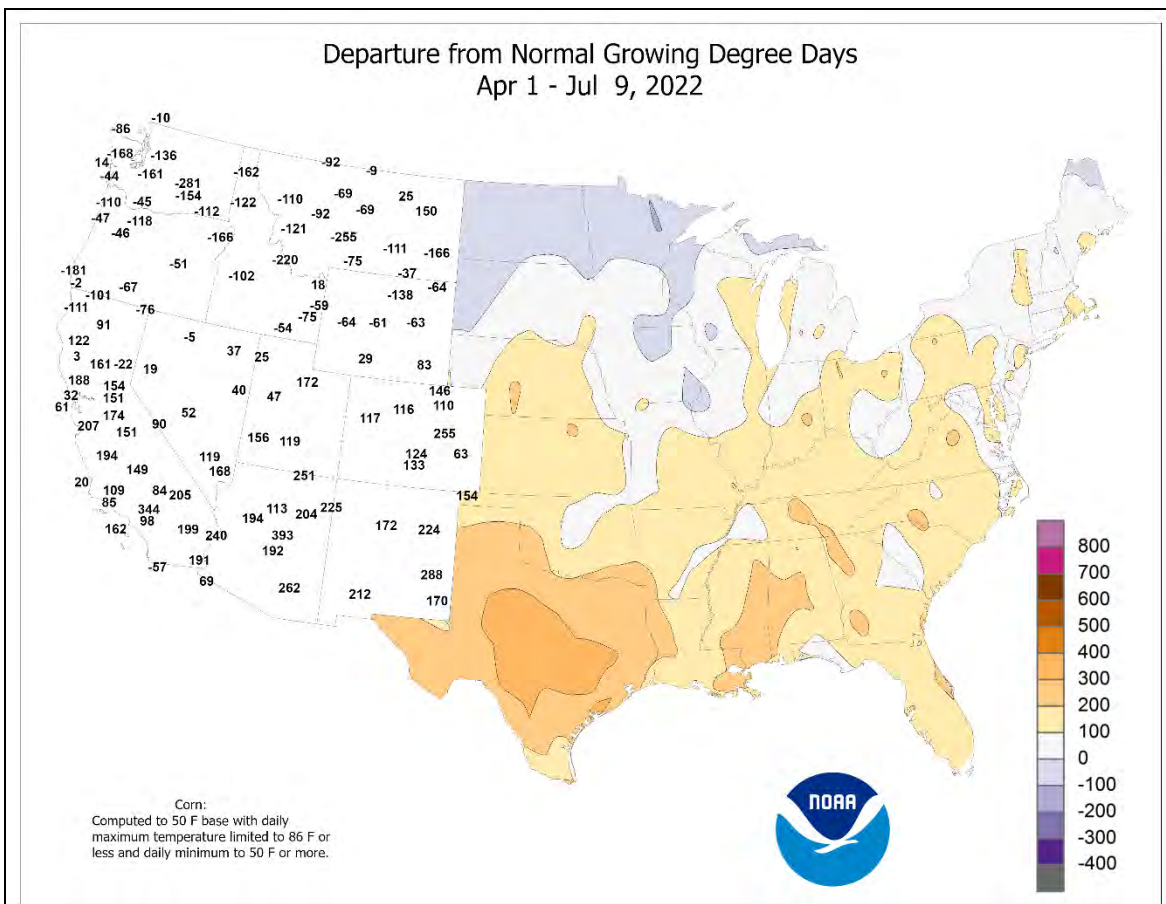 Departure from Normal Growing Degree Days
Apr 1 - Jul 9, 2022
-10
-86
-168 -136 -92
14 -9
-44 -161 -162
-281 -69 25
-154 -110
-110 -45 -122 -69 150
-112 -92
-47 -118 -121
-46 -166 -255
-111 -166
-51 -220 -75
-181 -37
-2 -102 18
-67 -64
-101 -138
-111 -59
-76 -75
91 -54 -64 -61 -63
-5
122 37
3 25 29
161 -22 19 83
188 154 172
32 151 40 47 146
61 174 52 116 110
207 90 117
151 156 119 255
194 119 124 63
149 168 133
20 251
109 84 205 154
85 344 113 204 225
98 194 172
162 199 240 393 224
192
-57 191
69 262 288
212 170
800
700
600
500
400
300
200
100
0
-100
-200
-300
-400
NOAA
Corn:
Computed to 50 F base with daily
maximum temperature limited to 86 F or
less and daily minimum to 50 F or more.